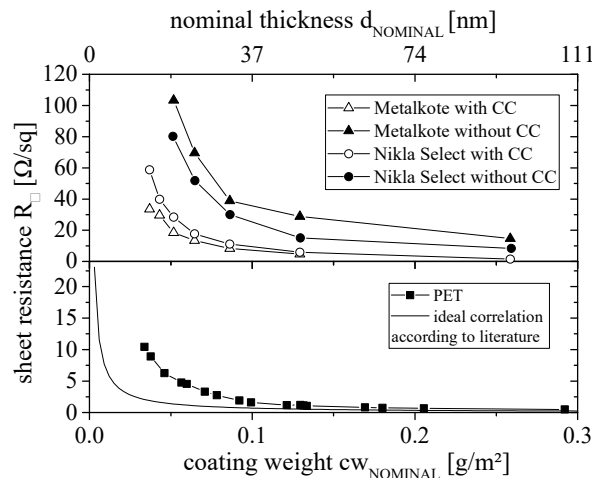 nominal thickness d_NOMINAL [nm]
0 37 74 111
120
100
80
60
40
20
0
Metalkote with CC
Metalkote without CC
Nikla Select with CC
Nikla Select without CC
sheet resistance R□ [Ω/sq]
20
15
10
5
0
PET
ideal correlation
according to literature
0.0 0.1 0.2 0.3
coating weight cw_NOMINAL [g/m²]